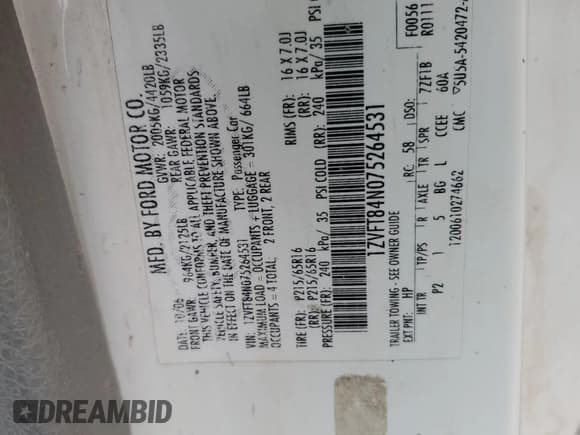 MFD. BY FORD MOTOR CO.
DATE: 10/06 GVWR: 2005KG/4420LB
FRONT GAWR: 964KG/2125LB REAR GAWR: 1059KG/2335LB
THIS VEHICLE CONFORMS TO ALL APPLICABLE FEDERAL MOTOR
VEHICLE SAFETY, BUMPER, AND THEFT PREVENTION STANDARDS
IN EFFECT ON THE DATE OF MANUFACTURE SHOWN ABOVE.
VIN: 1ZVFT84N075264531 TYPE: Passenger Car
MAXIMUM LOAD = OCCUPANTS + LUGGAGE = 301KG/ 664LB
OCCUPANTS = 4 TOTAL: 2 FRONT, 2 REAR
TIRE (FR): P215/65R16 RIMS (FR): 16 X 7.0J
(RR): P215/65R16 (RR): 16 X 7.0J
PRESSURE (FR): 240 kPa/ 35 PSI COLD (RR): 240 kPa/ 35 PSI C
1ZVFT84N075264531
F0056
R0111
TRAILER TOWING - SEE OWNER GUIDE
EXT PNT: HP RC: 58 DSO:
INT TR TP/PS R AXLE TR SPR 7ZF1B
P2 1 5 BG L CCEE 60A
12006102746​62 CMC ▽5U5A-5420472-
DREAMBID